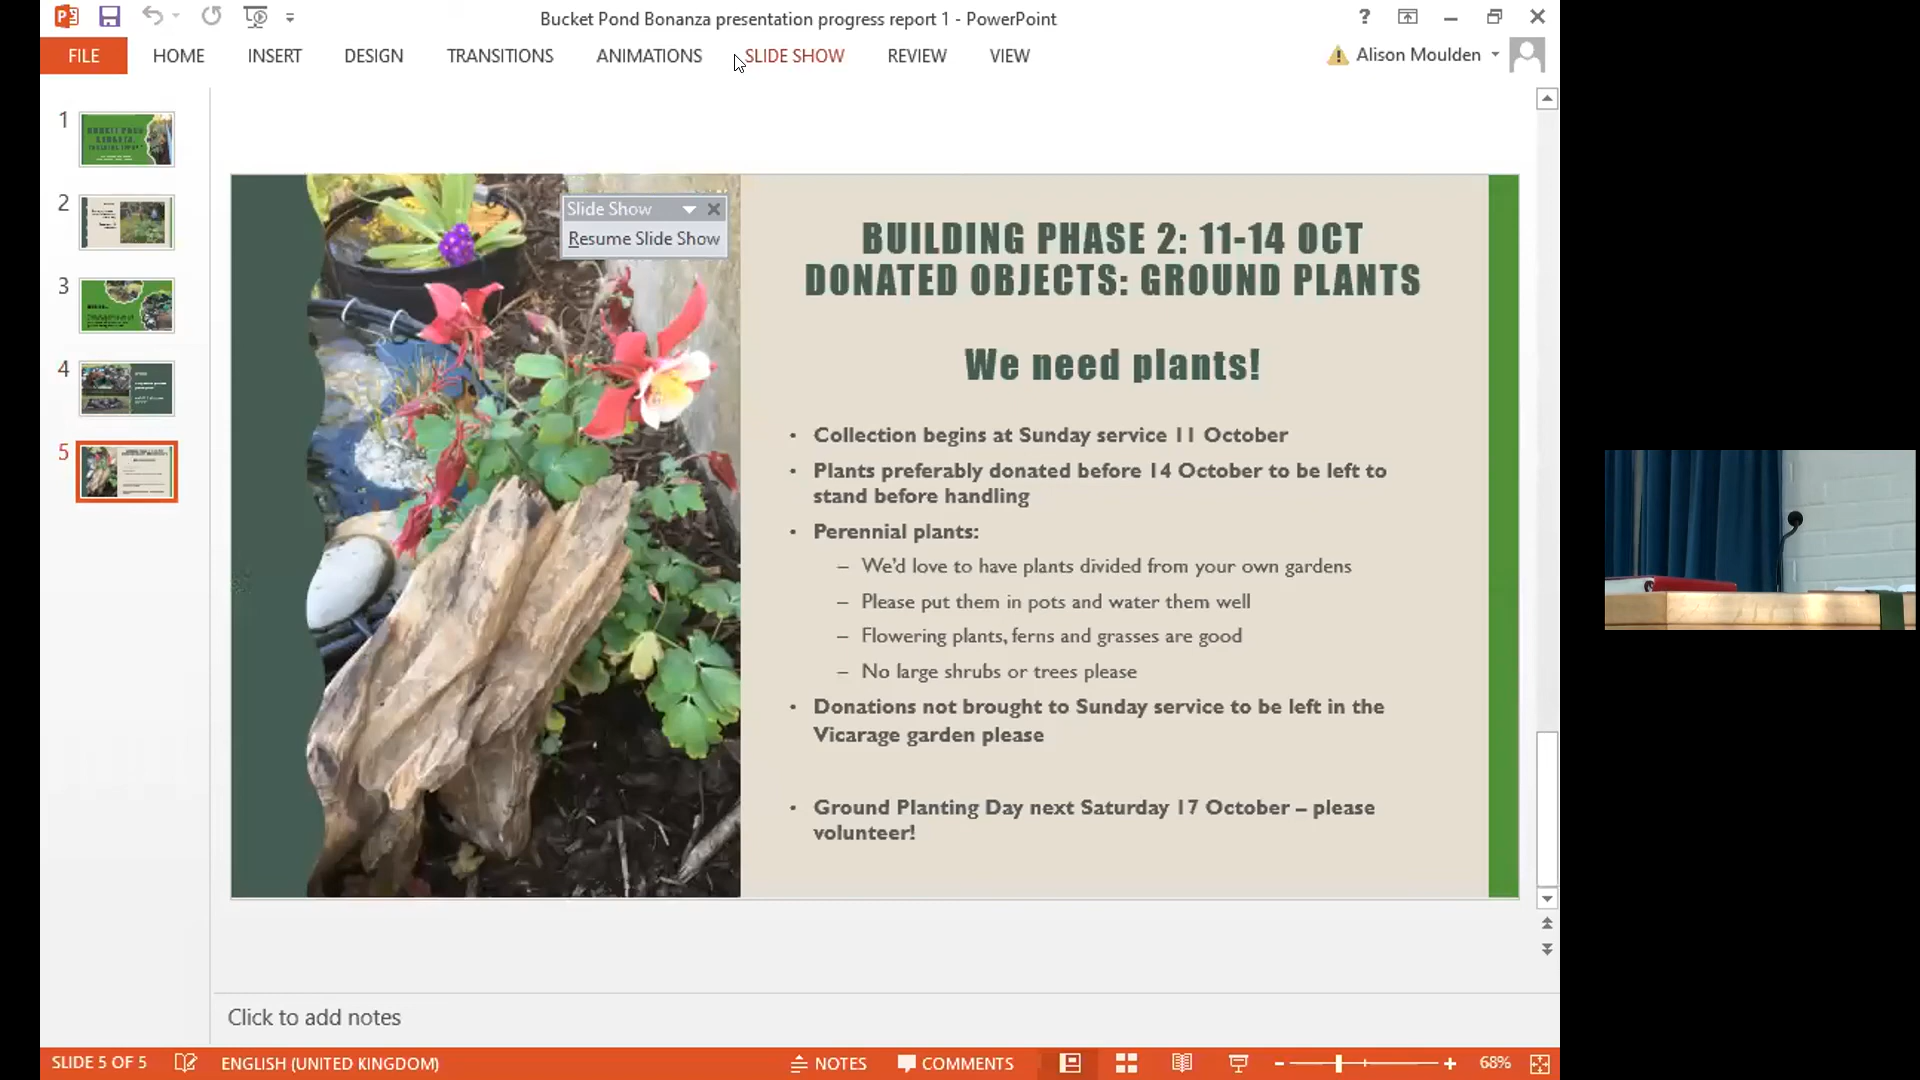 Bucket Pond Bonanza presentation progress report 1 - PowerPoint
?
FILE HOME INSERT DESIGN TRANSITIONS ANIMATIONS SLIDE SHOW REVIEW VIEW
Alison Moulden
1
2
3
4
5
Slide Show
Resume Slide Show
BUILDING PHASE 2: 11-14 OCT
DONATED OBJECTS: GROUND PLANTS
We need plants!
• Collection begins at Sunday service 11 October
• Plants preferably donated before 14 October to be left to
stand before handling
• Perennial plants:
– We'd love to have plants divided from your own gardens
– Please put them in pots and water them well
– Flowering plants, ferns and grasses are good
– No large shrubs or trees please
• Donations not brought to Sunday service to be left in the
Vicarage garden please
• Ground Planting Day next Saturday 17 October – please
volunteer!
Click to add notes
SLIDE 5 OF 5 ENGLISH (UNITED KINGDOM) NOTES COMMENTS 68%